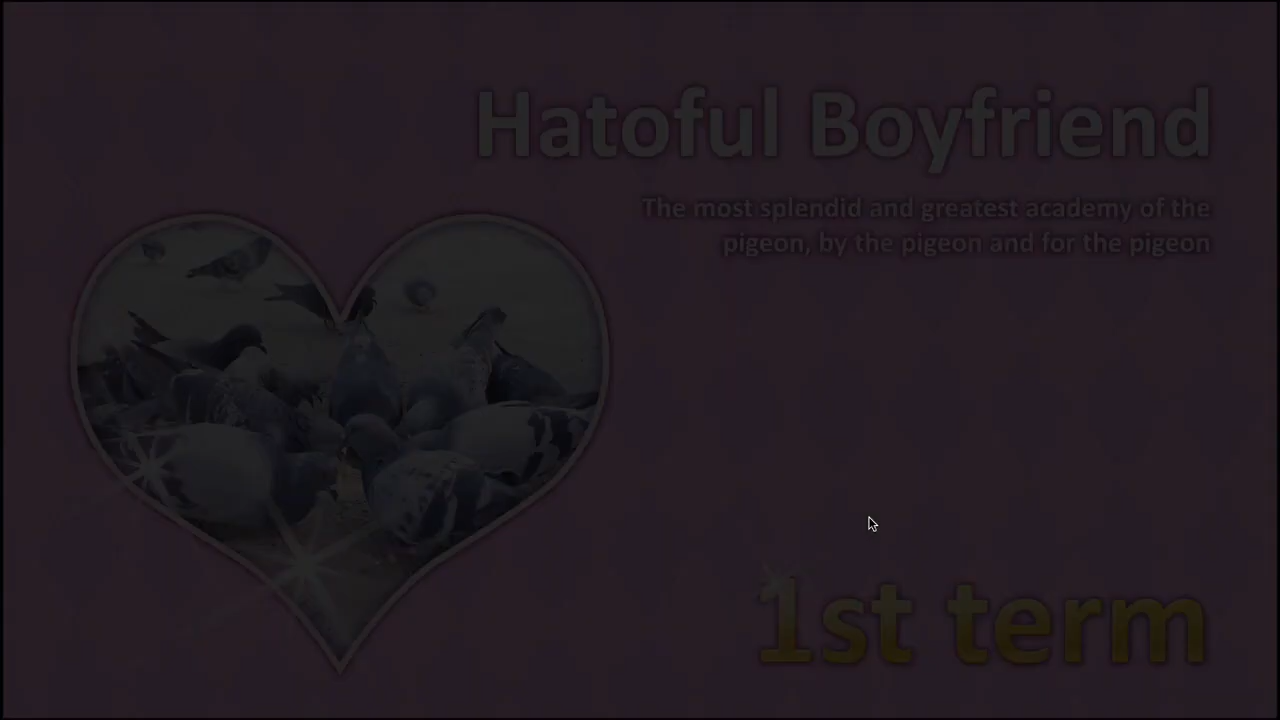 Hatoful Boyfriend
The most splendid and greatest academy of the
pigeon, by the pigeon and for the pigeon
1st term